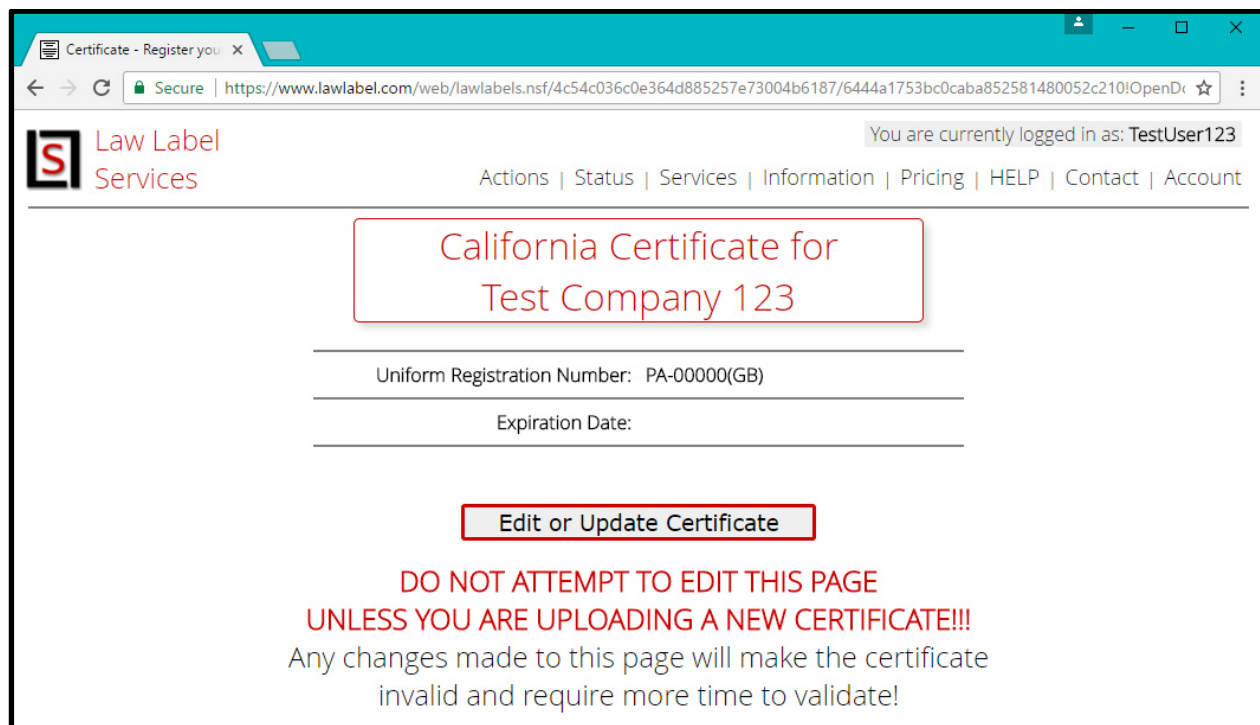 Certificate - Register you
Secure | https://www.lawlabel.com/web/lawlabels.nsf/4c54c036c0e364d885257e73004b6187/6444a1753bc0caba852581480052c210!OpenDo
You are currently logged in as: TestUser123
S
Law Label
Services
Actions | Status | Services | Information | Pricing | HELP | Contact | Account
California Certificate for
Test Company 123
Uniform Registration Number: PA-00000(GB)
Expiration Date:
Edit or Update Certificate
DO NOT ATTEMPT TO EDIT THIS PAGE
UNLESS YOU ARE UPLOADING A NEW CERTIFICATE!!!
Any changes made to this page will make the certificate
invalid and require more time to validate!